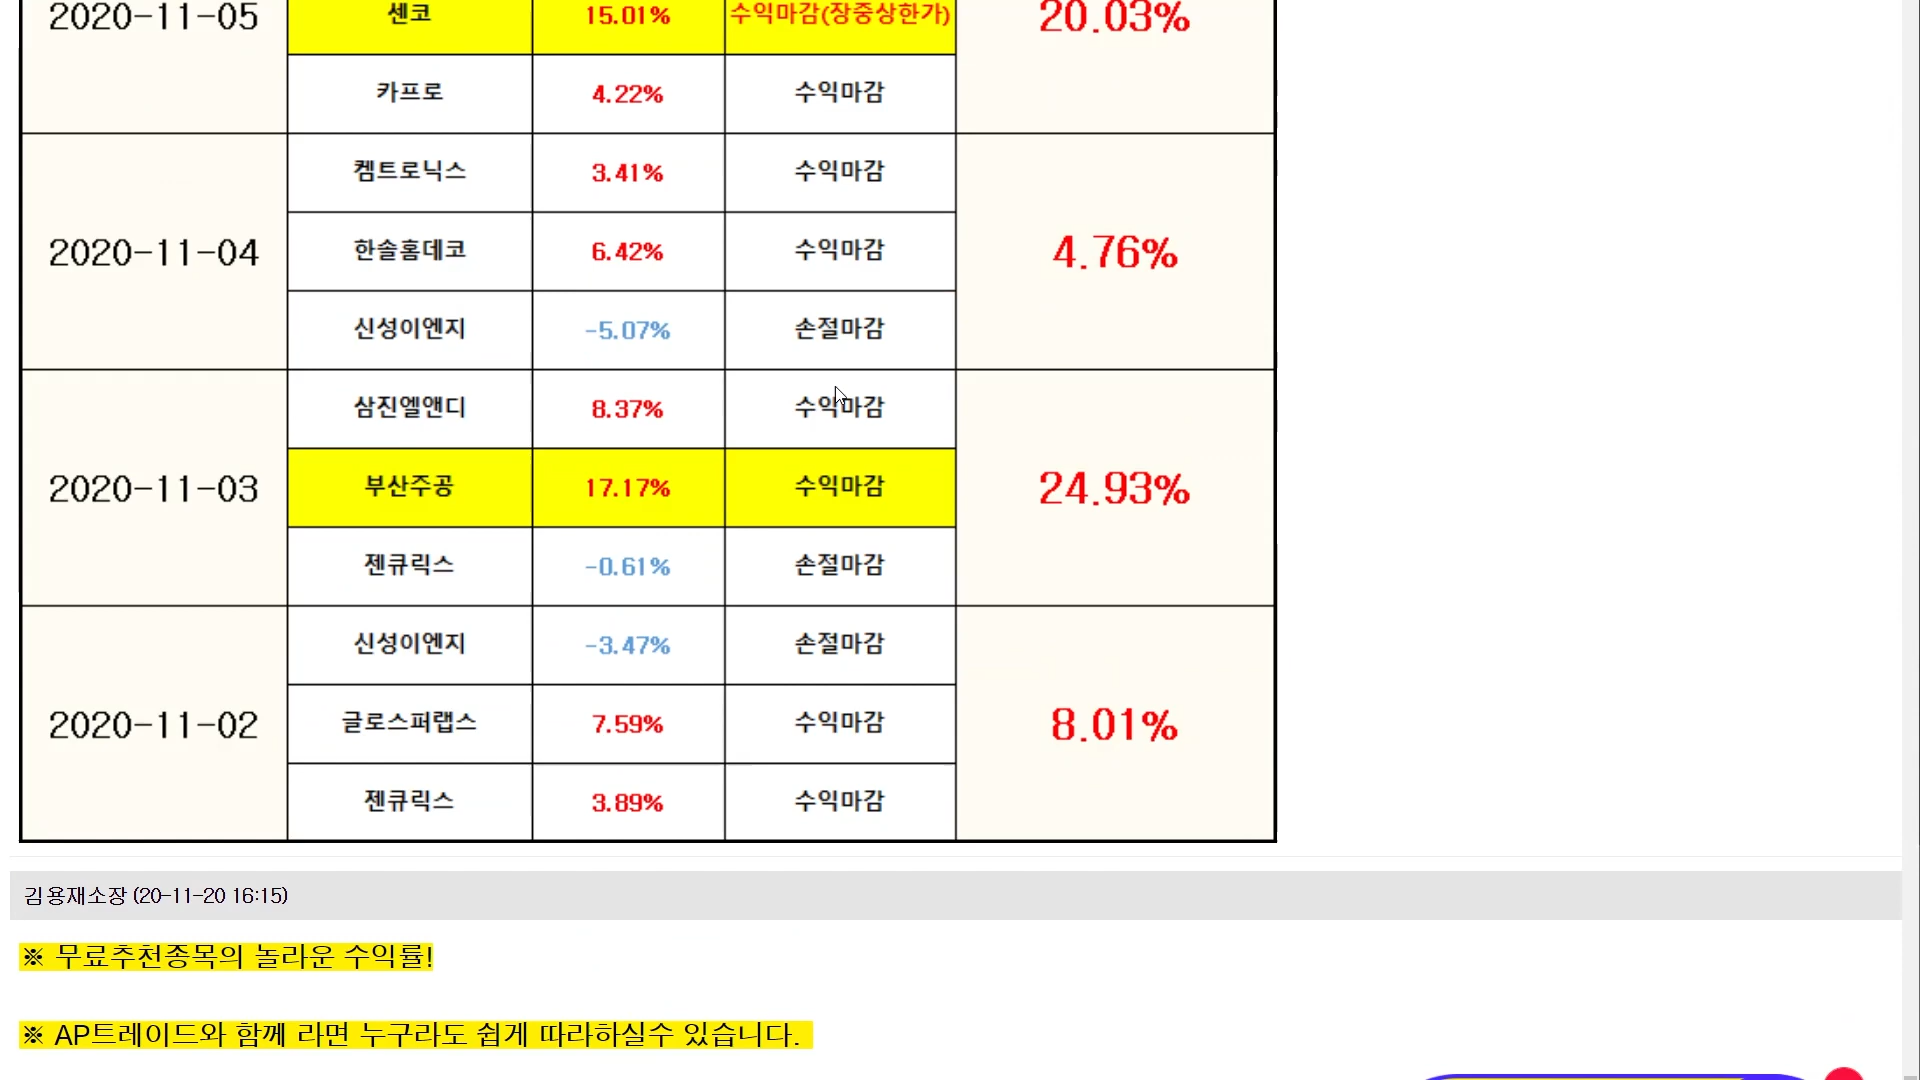 2020-11-05 센코 15.01% 수익마감(장중상한가) 20.03%
카프로 4.22% 수익마감
켐트로닉스 3.41% 수익마감
2020-11-04 한솔홈데코 6.42% 수익마감 4.76%
신성이엔지 -5.07% 손절마감
삼진엘앤디 8.37% 수익마감
2020-11-03 부산주공 17.17% 수익마감 24.93%
젠큐릭스 -0.61% 손절마감
신성이엔지 -3.47% 손절마감
2020-11-02 글로스퍼랩스 7.59% 수익마감 8.01%
젠큐릭스 3.89% 수익마감
김용재소장 (20-11-20 16:15)
※ 무료추천종목의 놀라운 수익률!
※ AP트레이드와 함께 라면 누구라도 쉽게 따라하실수 있습니다.